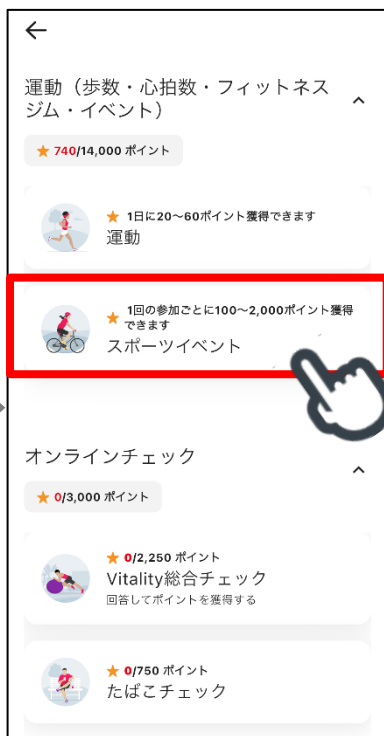 運動（歩数・心拍数・フィットネス
ジム・イベント）
740/14,000 ポイント
1日に20～60ポイント獲得できます
運動
1回の参加ごとに100～2,000ポイント獲得
できます
スポーツイベント
オンラインチェック
0/3,000 ポイント
0/2,250 ポイント
Vitality総合チェック
回答してポイントを獲得する
0/750 ポイント
たばこチェック